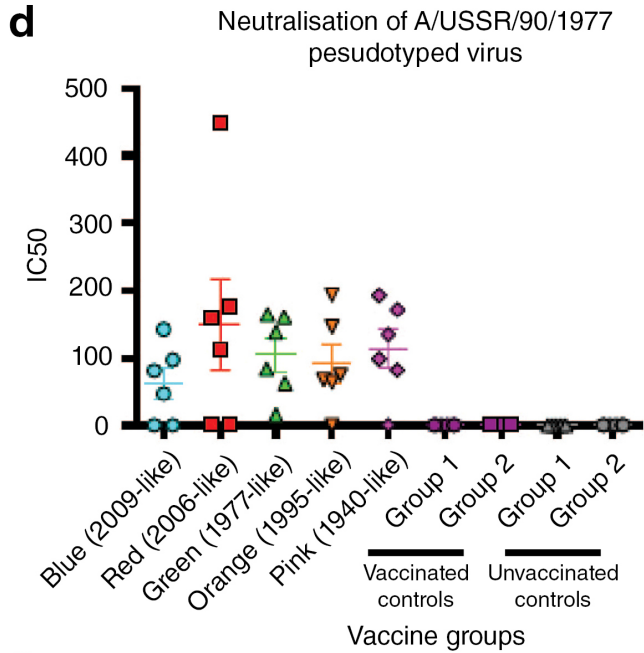 d
Neutralisation of A/USSR/90/1977
pesudotyped virus
500
400
300
200
100
0
IC50
Blue (2009-like)
Red (2006-like)
Green (1977-like)
Orange (1995-like)
Pink (1940-like)
Group 1
Group 2
Group 1
Group 2
Vaccinated
controls
Unvaccinated
controls
Vaccine groups